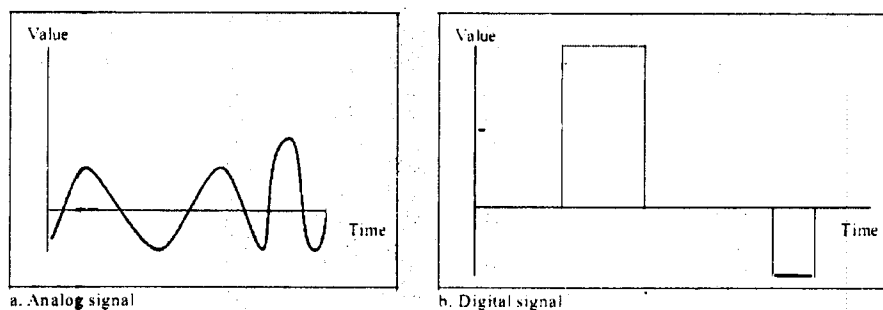 Value
Time
a. Analog signal
Value
Time
b. Digital signal